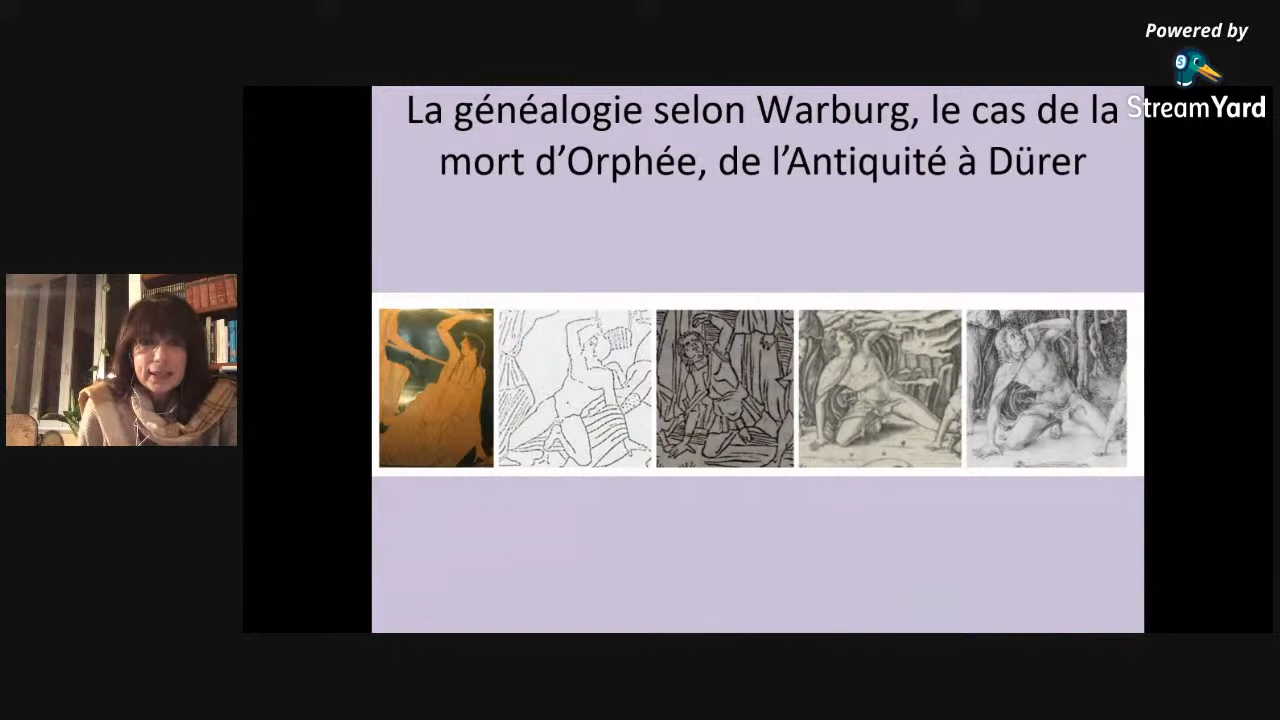 Powered by
StreamYard
La généalogie selon Warburg, le cas de la
mort d’Orphée, de l’Antiquité à Dürer